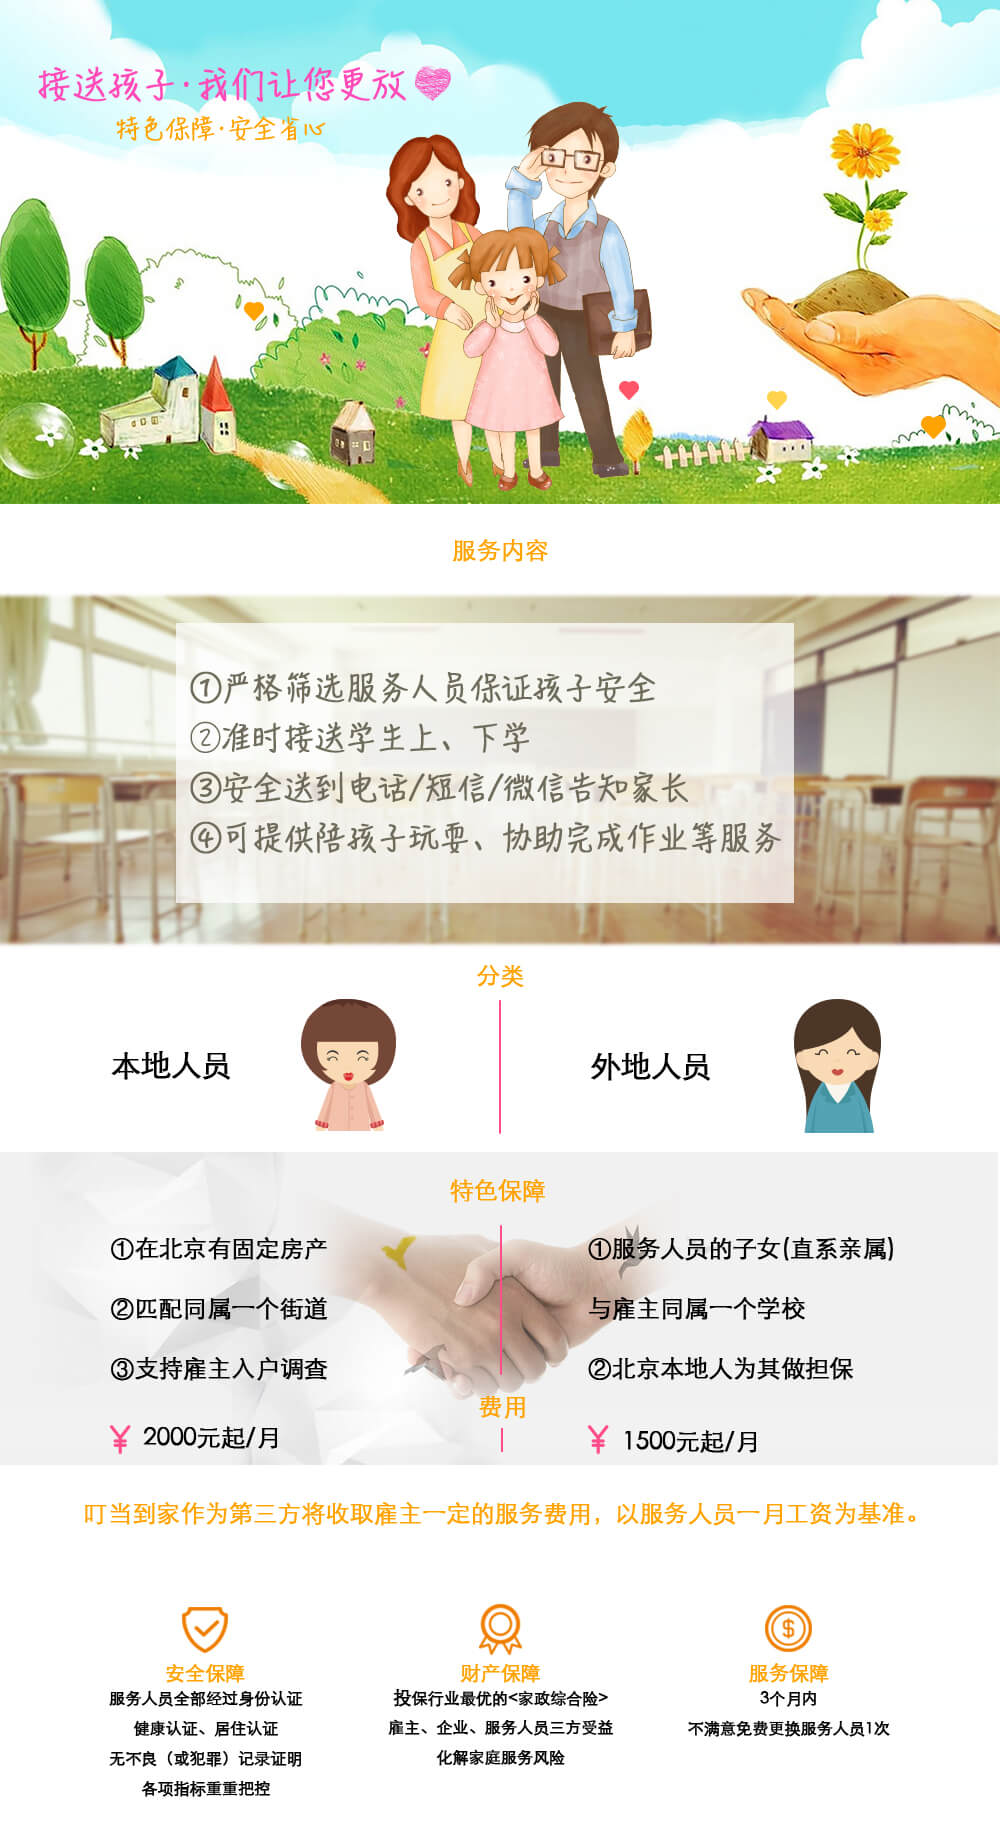 接送孩子·我们让您更放
特色保障·安全省心
服务内容
①严格筛选服务人员保证孩子安全
②准时接送学生上、下学
③安全送到电话/短信/微信告知家长
④可提供陪孩子玩耍、协助完成作业等服务
分类
本地人员
外地人员
特色保障
①在北京有固定房产
②匹配同属一个街道
③支持雇主入户调查
①服务人员的子女(直系亲属)
与雇主同属一个学校
②北京本地人为其做担保
费用
¥ 2000元起/月
¥ 1500元起/月
叮当到家作为第三方将收取雇主一定的服务费用，以服务人员一月工资为基准。
安全保障
服务人员全部经过身份认证
健康认证、居住认证
无不良（或犯罪）记录证明
各项指标重重把控
财产保障
投保行业最优的<家政综合险>
雇主、企业、服务人员三方受益
化解家庭服务风险
$
服务保障
3个月内
不满意免费更换服务人员1次